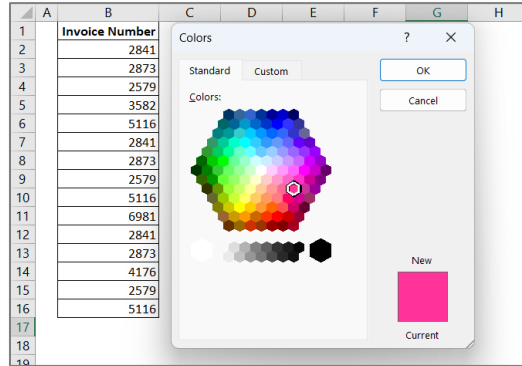 A B C D E F G H
1 Invoice Number Colors ? X
2 2841
3 2873 Standard Custom OK
4 2579 Colors:
5 3582 Cancel
6 5116
7 2841
8 2873
9 2579
10 5116
11 6981
12 2841
13 2873 New
14 4176
15 2579
16 5116
17 Current
18
19